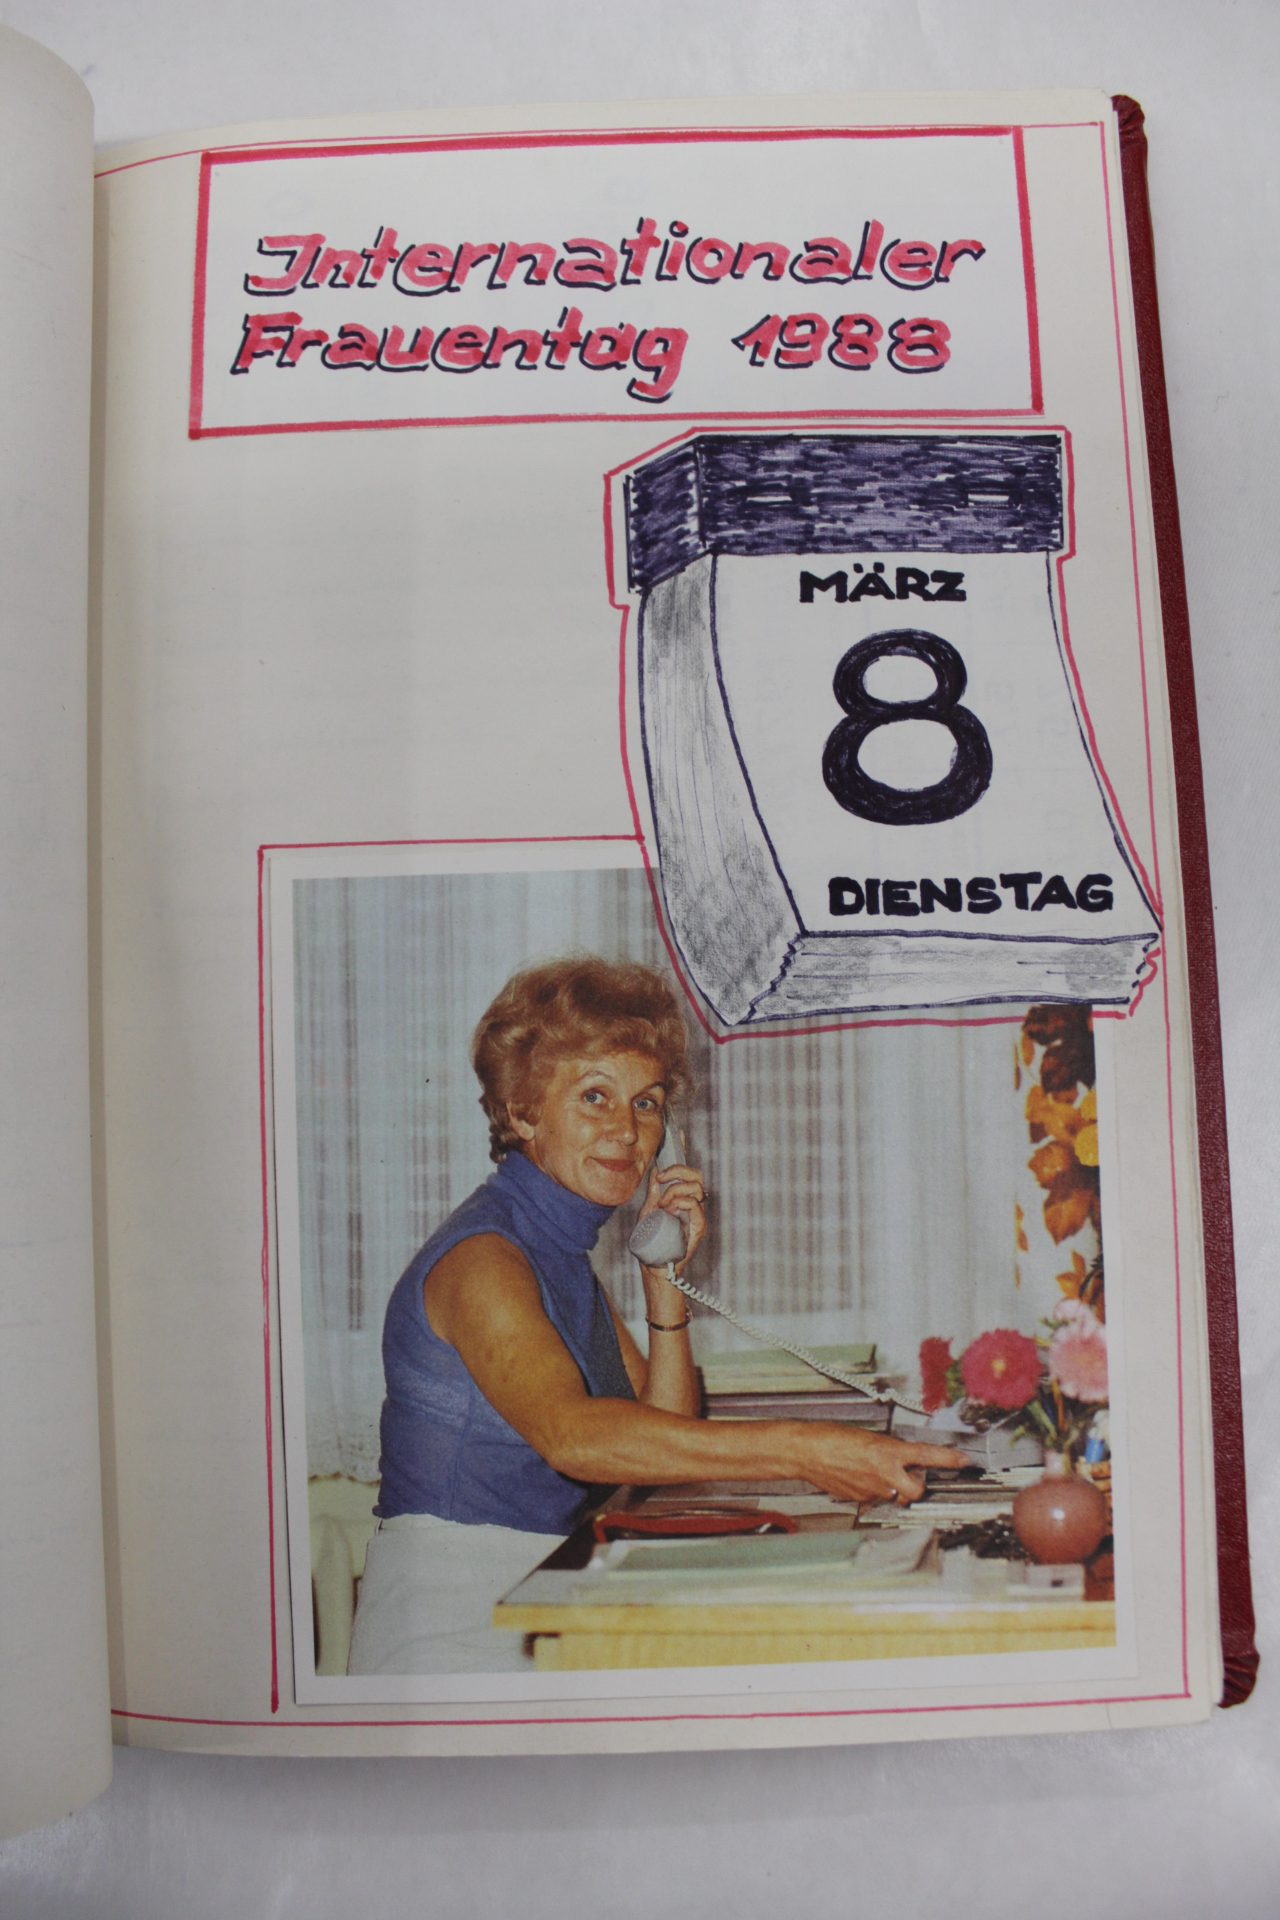 Internationaler
Frauentag 1988
MÄRZ
8
DIENSTAG